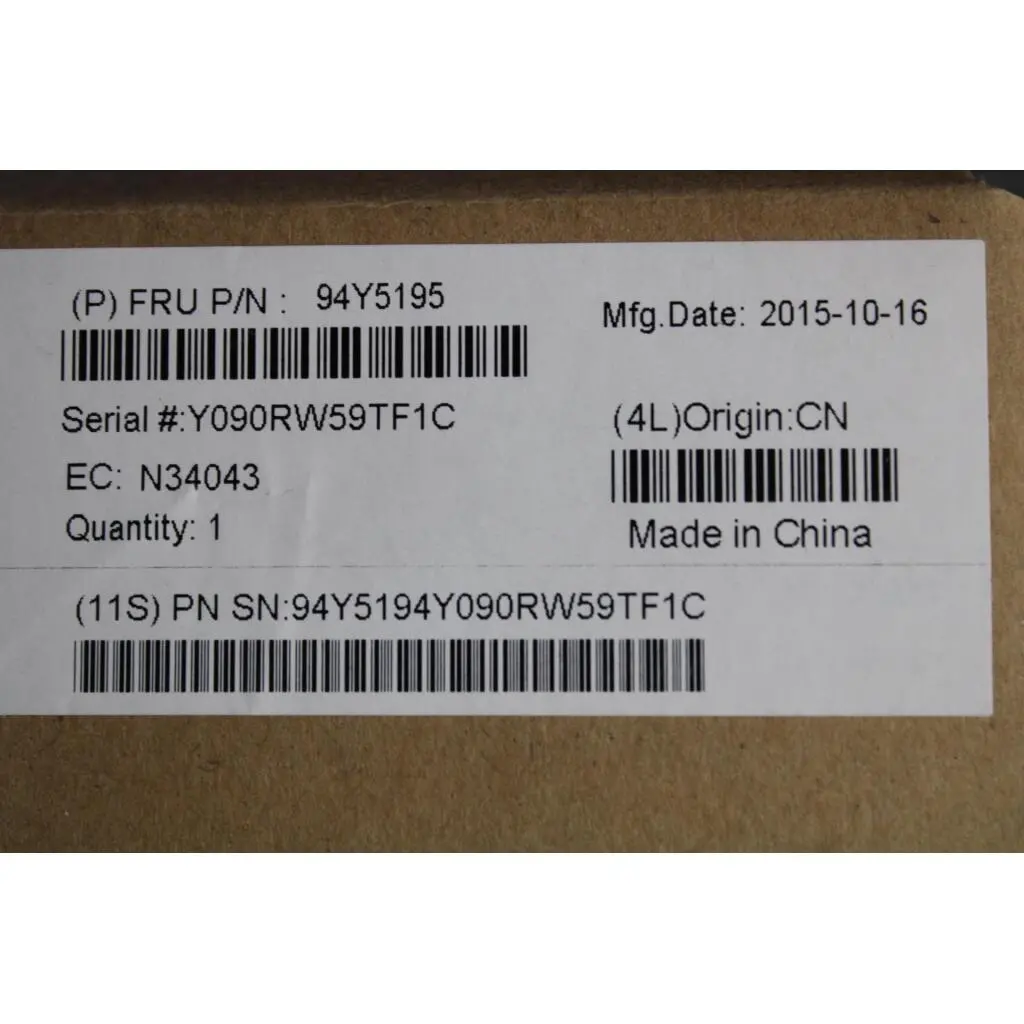 (P) FRU P/N : 94Y5195
Mfg.Date: 2015-10-16
Serial #:Y090RW59TF1C
(4L)Origin:CN
EC: N34043
Quantity: 1
Made in China
(11S) PN SN:94Y5194Y090RW59TF1C